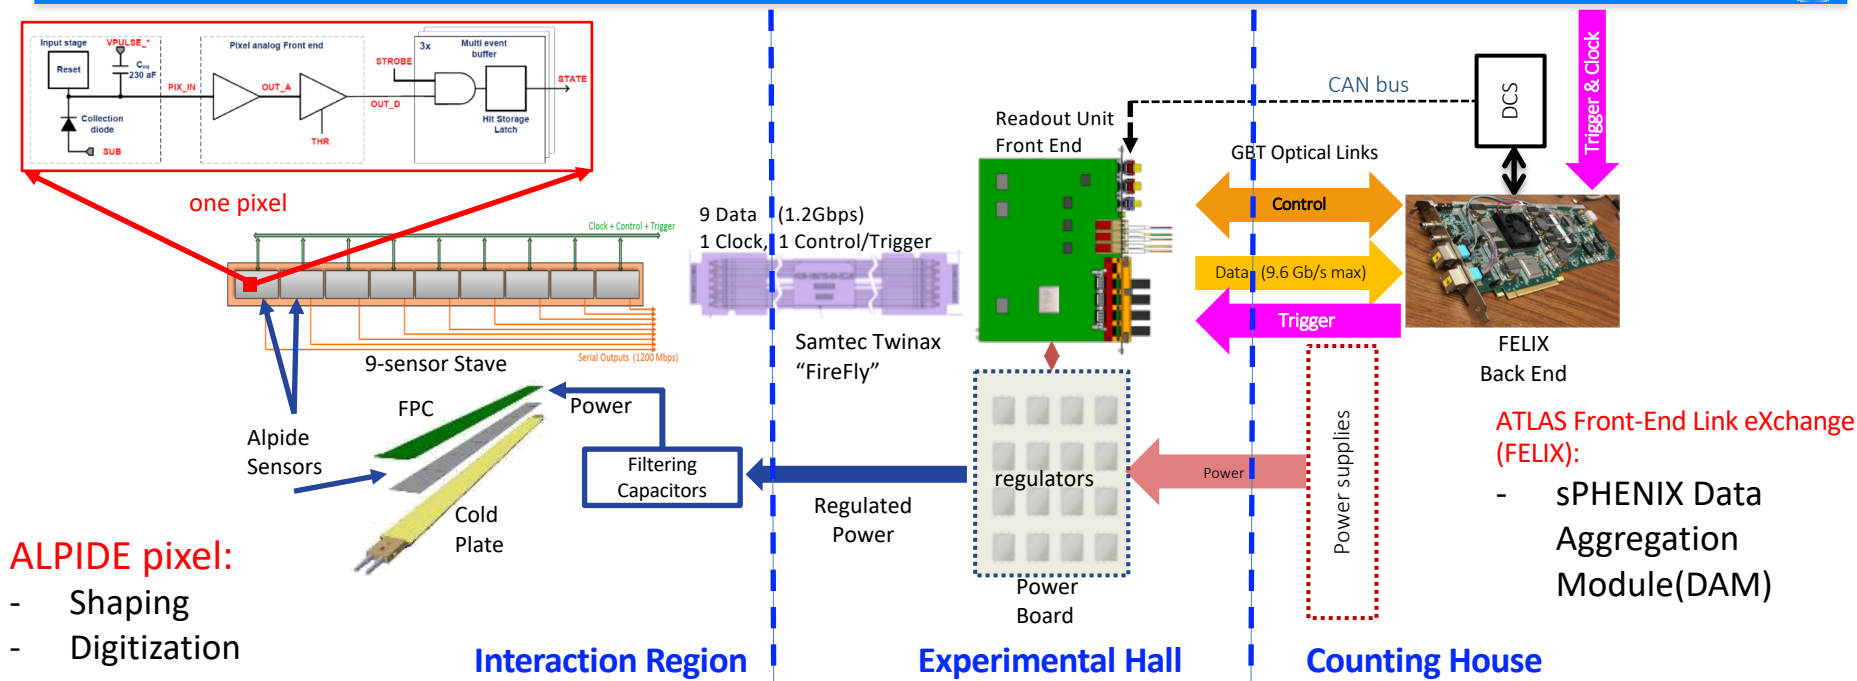 Input stage
VPULSE_*
Reset
Cinj
230 aF
Collection
diode
SUB
PIX_IN
Pixel analog Front end
OUT_A
THR
OUT_D
STROBE
3x
Multi event
buffer
Hit Storage
Latch
STATE
one pixel
Clock + Control + Trigger
Serial Outputs (1200 Mbps)
9-sensor Stave
9 Data (1.2Gbps)
1 Clock, 1 Control/Trigger
Samtec Twinax
“FireFly”
Readout Unit
Front End
CAN bus
DCS
Trigger & Clock
GBT Optical Links
Control
Data (9.6 Gb/s max)
Trigger
FELIX
Back End
FPC
Power
Alpide
Sensors
Cold
Plate
Filtering
Capacitors
Regulated
Power
regulators
Power
Board
Power
Power supplies
ATLAS Front-End Link eXchange
(FELIX):
- sPHENIX Data
Aggregation
Module(DAM)
ALPIDE pixel:
- Shaping
- Digitization
Interaction Region
Experimental Hall
Counting House